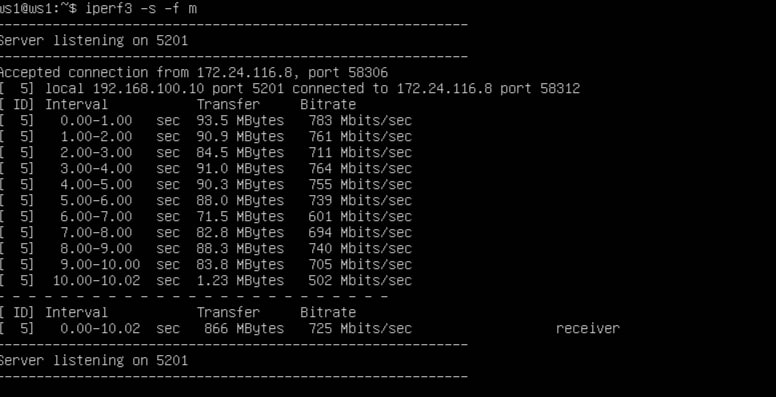 ws1@ws1:~$ iperf3 -s -f m
-----------------------------------------------------------
Server listening on 5201
-----------------------------------------------------------
Accepted connection from 172.24.116.8, port 58306
[  5] local 192.168.100.10 port 5201 connected to 172.24.116.8 port 58312
[ ID] Interval           Transfer     Bitrate
[  5]   0.00-1.00   sec  93.5 MBytes   783 Mbits/sec
[  5]   1.00-2.00   sec  90.9 MBytes   761 Mbits/sec
[  5]   2.00-3.00   sec  84.5 MBytes   711 Mbits/sec
[  5]   3.00-4.00   sec  91.0 MBytes   764 Mbits/sec
[  5]   4.00-5.00   sec  90.3 MBytes   755 Mbits/sec
[  5]   5.00-6.00   sec  88.0 MBytes   739 Mbits/sec
[  5]   6.00-7.00   sec  71.5 MBytes   601 Mbits/sec
[  5]   7.00-8.00   sec  82.8 MBytes   694 Mbits/sec
[  5]   8.00-9.00   sec  88.3 MBytes   740 Mbits/sec
[  5]   9.00-10.00  sec  83.8 MBytes   705 Mbits/sec
[  5]  10.00-10.02  sec  1.23 MBytes   502 Mbits/sec
- - - - - - - - - - - - - - - - - - - - - - - - -
[ ID] Interval           Transfer     Bitrate
[  5]   0.00-10.02  sec   866 MBytes   725 Mbits/sec                  receiver
-----------------------------------------------------------
Server listening on 5201
-----------------------------------------------------------